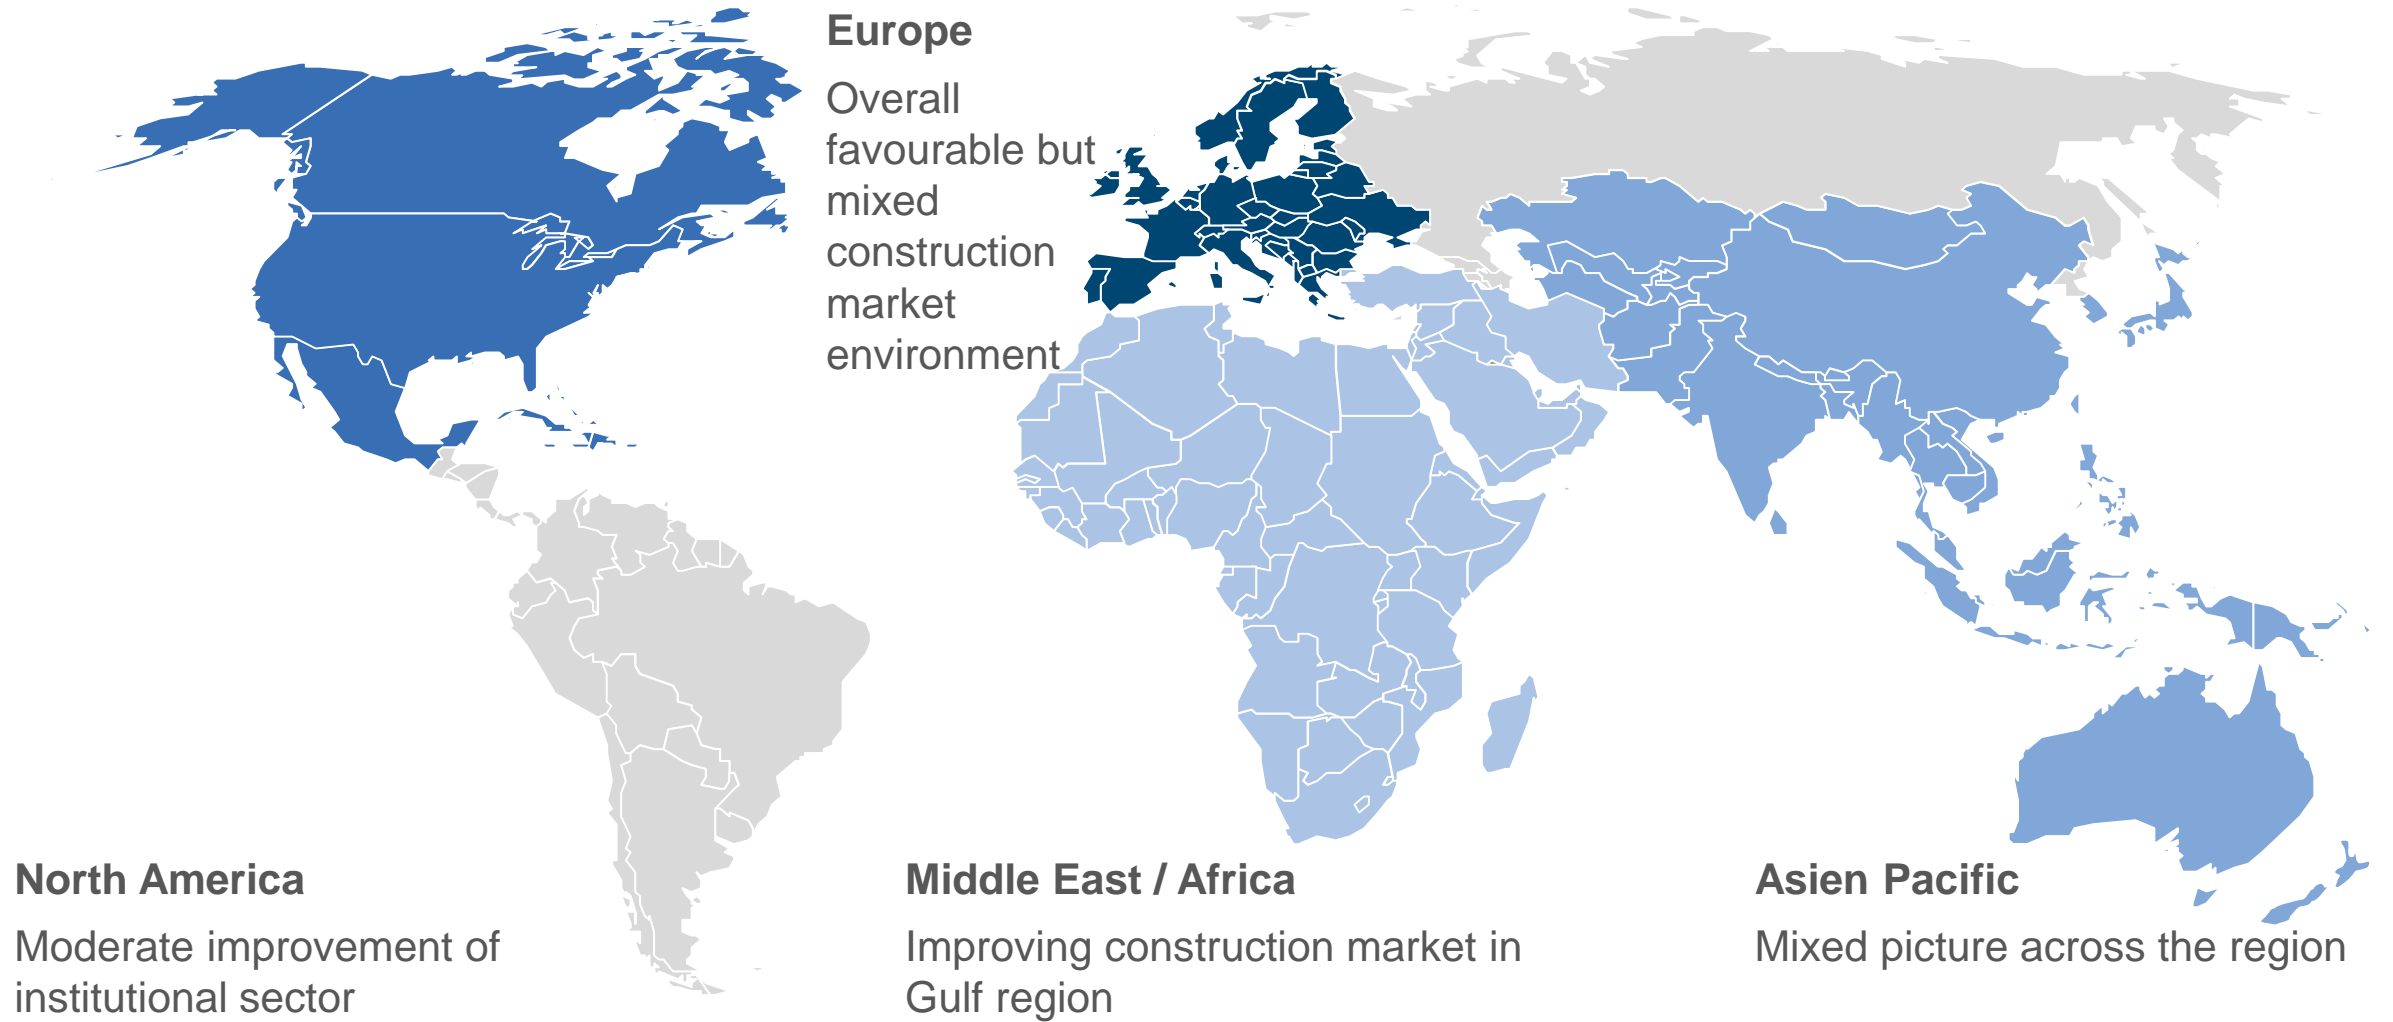 Europe
Overall
favourable but
mixed
construction
market
environment
North America
Moderate improvement of
institutional sector
Middle East / Africa
Improving construction market in
Gulf region
Asien Pacific
Mixed picture across the region